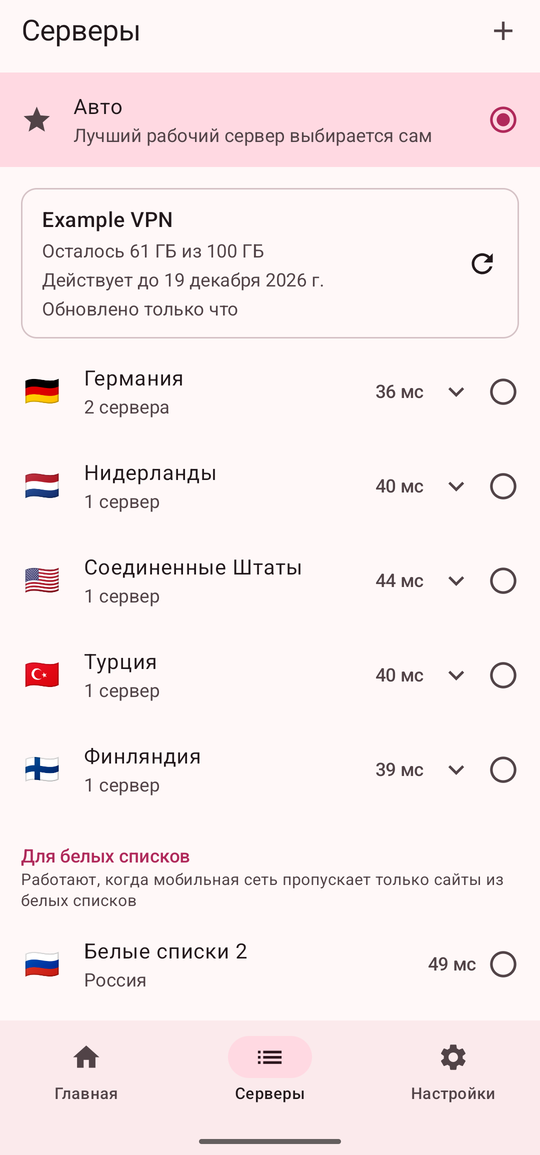 Серверы
Авто
Лучший рабочий сервер выбирается сам
Example VPN
Осталось 61 ГБ из 100 ГБ
Действует до 19 декабря 2026 г.
Обновлено только что
Германия
2 сервера
36 мс
Нидерланды
1 сервер
40 мс
Соединенные Штаты
1 сервер
44 мс
Турция
1 сервер
40 мс
Финляндия
1 сервер
39 мс
Для белых списков
Работают, когда мобильная сеть пропускает только сайты из
белых списков
Белые списки 2
Россия
49 мс
Главная
Серверы
Настройки